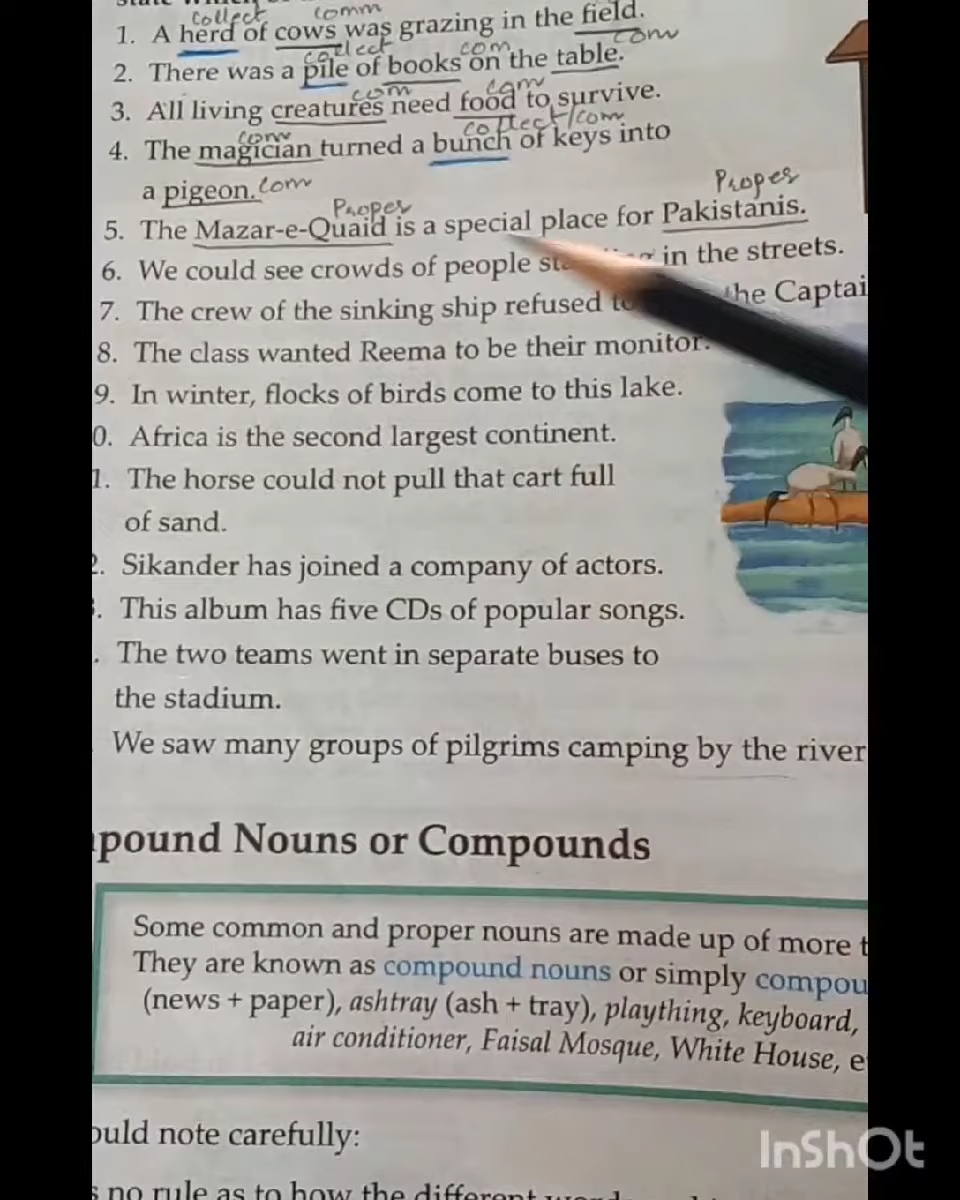 collect comm
1. A herd of cows was grazing in the field.
collect com com
2. There was a pile of books on the table.
com com
3. All living creatures need food to survive.
com collect/com
4. The magician turned a bunch of keys into
a pigeon. com
Proper Proper
5. The Mazar-e-Quaid is a special place for Pakistanis.
6. We could see crowds of people in the streets.
7. The crew of the sinking ship refused the Captai
8. The class wanted Reema to be their monitor.
9. In winter, flocks of birds come to this lake.
0. Africa is the second largest continent.
1. The horse could not pull that cart full
of sand.
2. Sikander has joined a company of actors.
. This album has five CDs of popular songs.
. The two teams went in separate buses to
the stadium.
We saw many groups of pilgrims camping by the river
pound Nouns or Compounds
Some common and proper nouns are made up of more t
They are known as compound nouns or simply compou
(news + paper), ashtray (ash + tray), plaything, keyboard,
air conditioner, Faisal Mosque, White House, e
ould note carefully:
s no rule as to how the different
InShOt